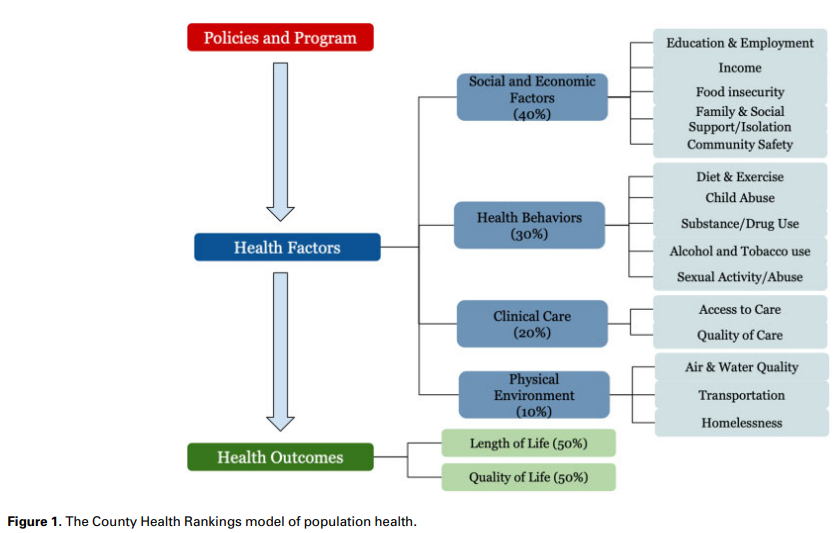 Policies and Program
Social and Economic
Factors
(40%)
Education & Employment
Income
Food insecurity
Family & Social
Support/Isolation
Community Safety
Health Factors
Health Behaviors
(30%)
Diet & Exercise
Child Abuse
Substance/Drug Use
Alcohol and Tobacco use
Sexual Activity/Abuse
Clinical Care
(20%)
Access to Care
Quality of Care
Physical
Environment
(10%)
Air & Water Quality
Transportation
Homelessness
Health Outcomes
Length of Life (50%)
Quality of Life (50%)
Figure 1. The County Health Rankings model of population health.